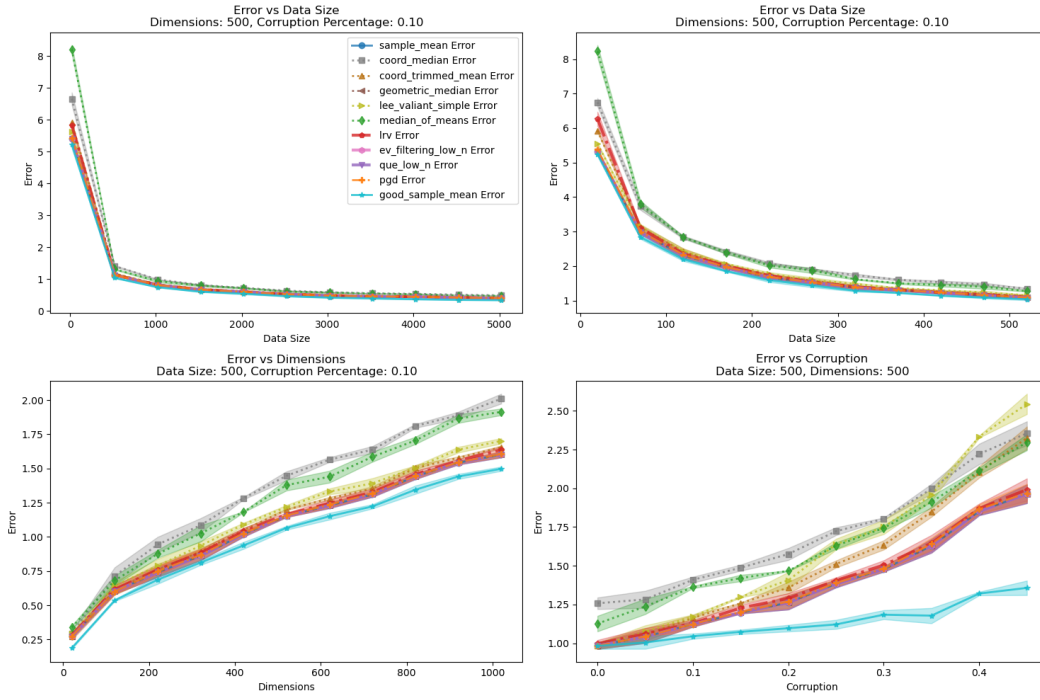 Error vs Data Size
Dimensions: 500, Corruption Percentage: 0.10
8
7
6
5
4
3
2
1
0
Error
sample_mean Error
coord_median Error
coord_trimmed_mean Error
geometric_median Error
lee_valiant_simple Error
median_of_means Error
lrv Error
ev_filtering_low_n Error
que_low_n Error
pgd Error
good_sample_mean Error
0 1000 2000 3000 4000 5000
Data Size
Error vs Data Size
Dimensions: 500, Corruption Percentage: 0.10
8
7
6
5
4
3
2
1
Error
0 100 200 300 400 500
Data Size
Error vs Dimensions
Data Size: 500, Corruption Percentage: 0.10
2.00
1.75
1.50
1.25
1.00
0.75
0.50
0.25
Error
0 200 400 600 800 1000
Dimensions
Error vs Corruption
Data Size: 500, Dimensions: 500
2.50
2.25
2.00
1.75
1.50
1.25
1.00
Error
0.0 0.1 0.2 0.3 0.4
Corruption